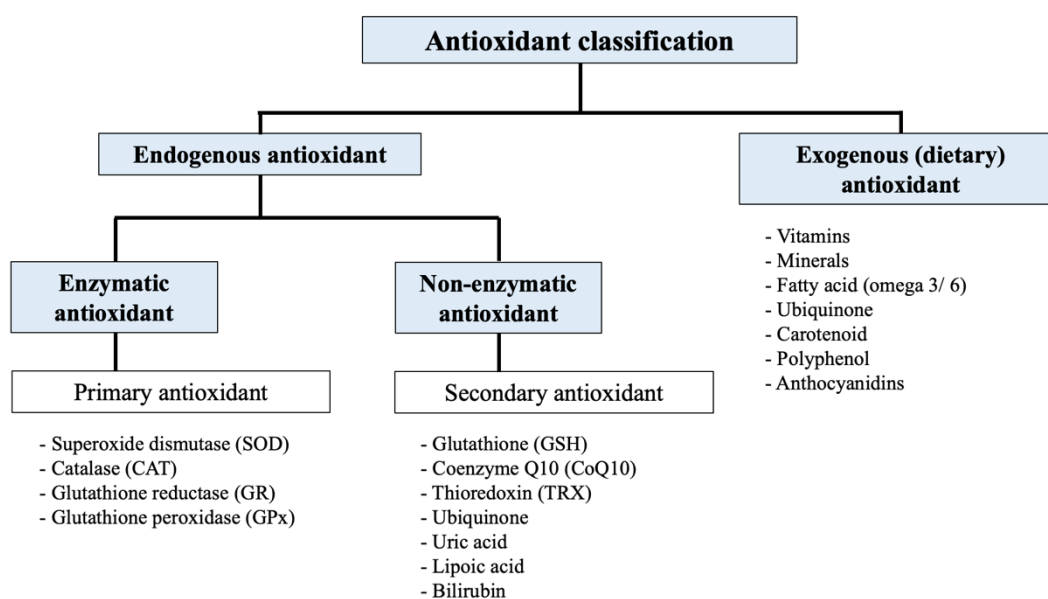 Antioxidant classification
Endogenous antioxidant
Exogenous (dietary)
antioxidant
Enzymatic
antioxidant
Non-enzymatic
antioxidant
- Vitamins
- Minerals
- Fatty acid (omega 3/ 6)
- Ubiquinone
- Carotenoid
- Polyphenol
- Anthocyanidins
Primary antioxidant
- Superoxide dismutase (SOD)
- Catalase (CAT)
- Glutathione reductase (GR)
- Glutathione peroxidase (GPx)
Secondary antioxidant
- Glutathione (GSH)
- Coenzyme Q10 (CoQ10)
- Thioredoxin (TRX)
- Ubiquinone
- Uric acid
- Lipoic acid
- Bilirubin